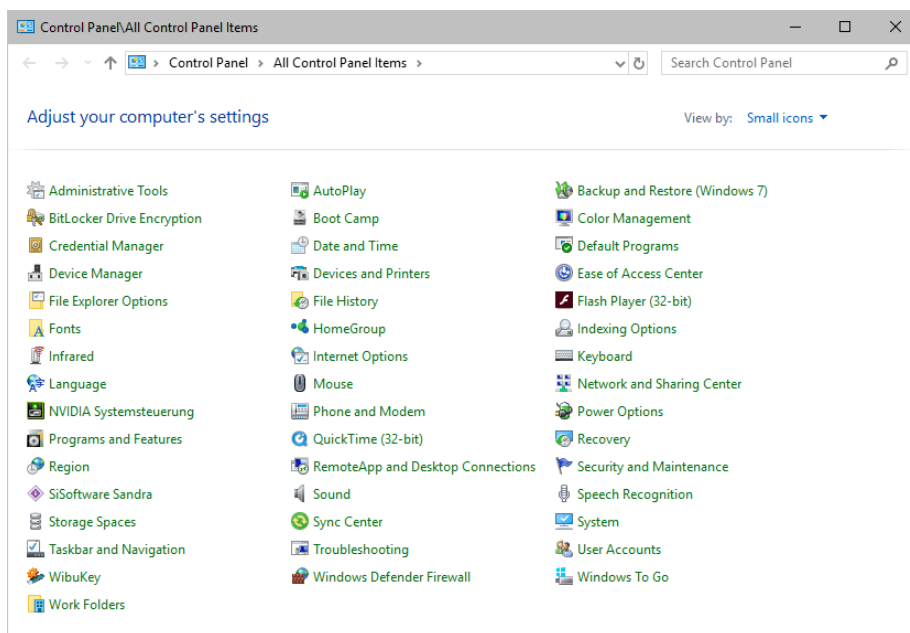 Control Panel\All Control Panel Items
Control Panel > All Control Panel Items >
Search Control Panel
Adjust your computer's settings
View by: Small icons
Administrative Tools
AutoPlay
Backup and Restore (Windows 7)
BitLocker Drive Encryption
Boot Camp
Color Management
Credential Manager
Date and Time
Default Programs
Device Manager
Devices and Printers
Ease of Access Center
File Explorer Options
File History
Flash Player (32-bit)
Fonts
HomeGroup
Indexing Options
Infrared
Internet Options
Keyboard
Language
Mouse
Network and Sharing Center
NVIDIA Systemsteuerung
Phone and Modem
Power Options
Programs and Features
QuickTime (32-bit)
Recovery
Region
RemoteApp and Desktop Connections
Security and Maintenance
SiSoftware Sandra
Sound
Speech Recognition
Storage Spaces
Sync Center
System
Taskbar and Navigation
Troubleshooting
User Accounts
WibuKey
Windows Defender Firewall
Windows To Go
Work Folders